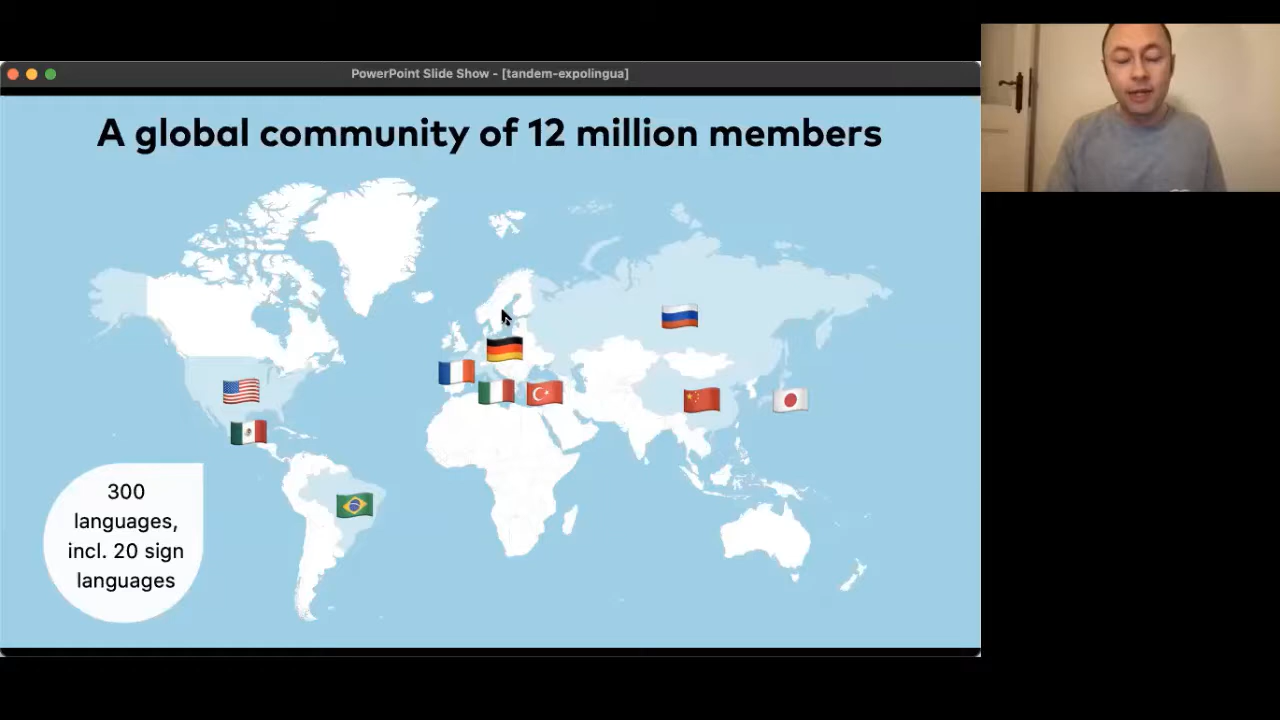 PowerPoint Slide Show - [tandem-expolingua]
A global community of 12 million members
300
languages,
incl. 20 sign
languages